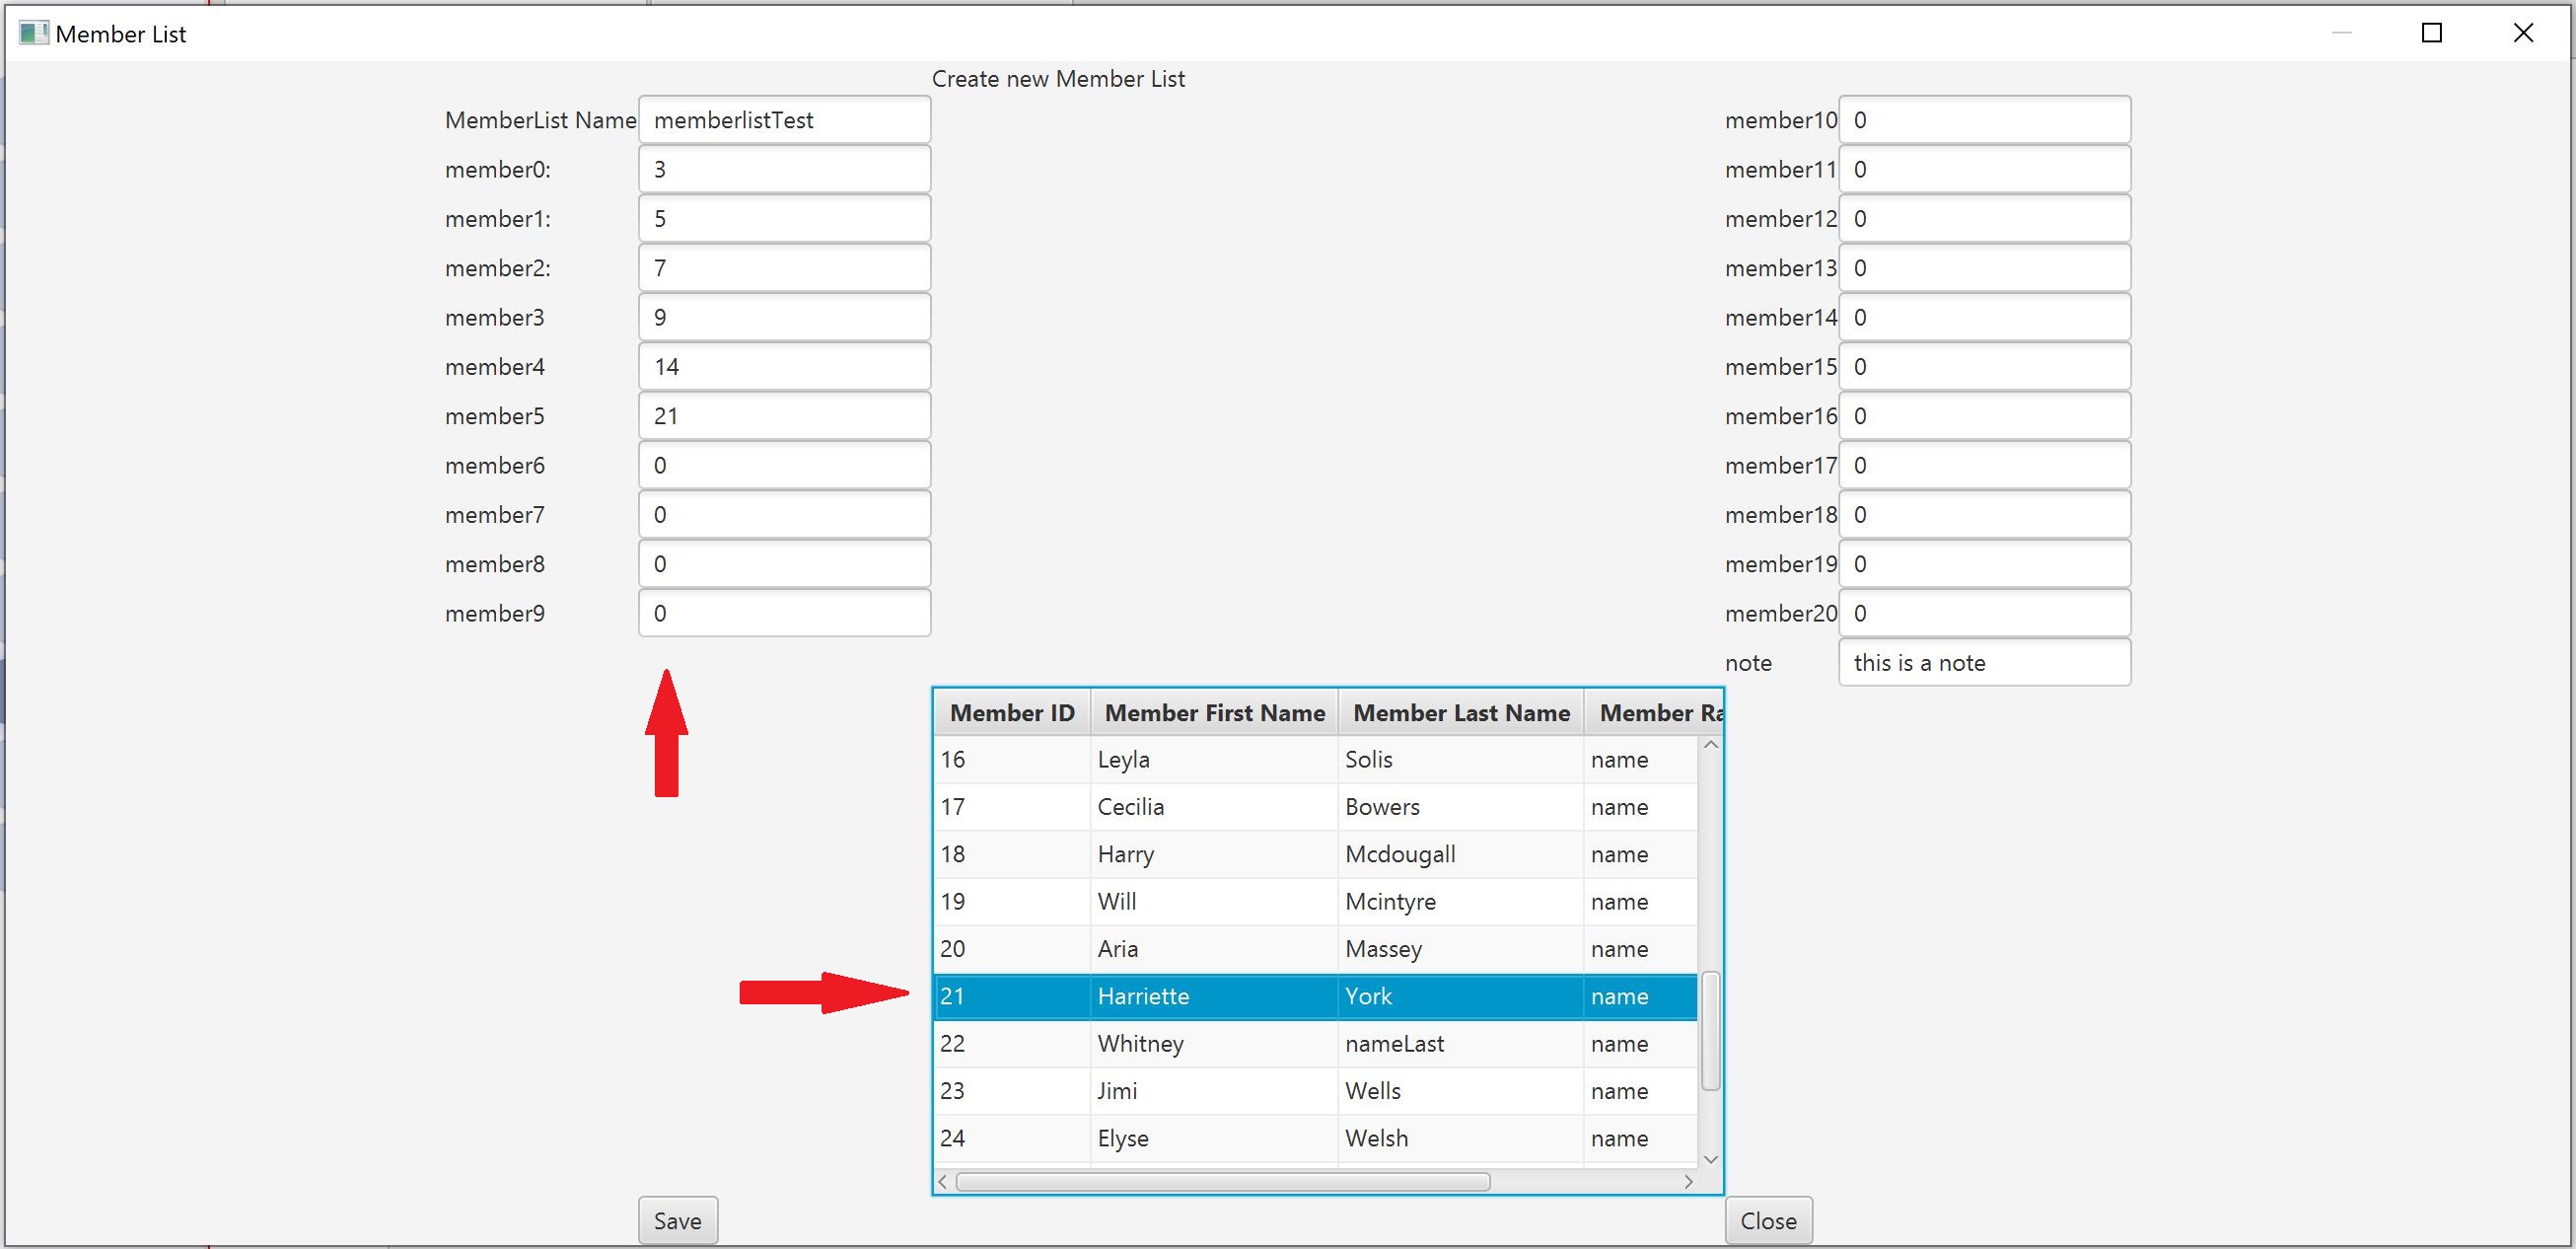 Member List
Create new Member List
MemberList Name memberlistTest
member0: 3
member1: 5
member2: 7
member3 9
member4 14
member5 21
member6 0
member7 0
member8 0
member9 0
member10 0
member11 0
member12 0
member13 0
member14 0
member15 0
member16 0
member17 0
member18 0
member19 0
member20 0
note this is a note
Member ID Member First Name Member Last Name Member Ra
16 Leyla Solis name
17 Cecilia Bowers name
18 Harry Mcdougall name
19 Will Mcintyre name
20 Aria Massey name
21 Harriette York name
22 Whitney nameLast name
23 Jimi Wells name
24 Elyse Welsh name
Save Close